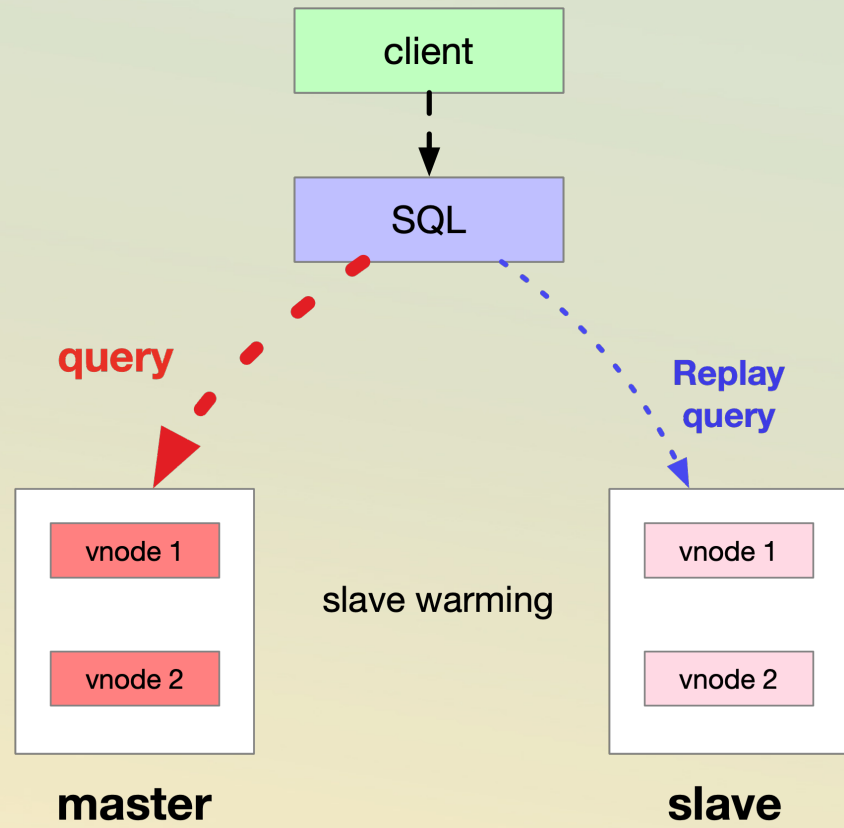 client
SQL
query
Replay
query
vnode 1
vnode 1
slave warming
vnode 2
vnode 2
master
slave